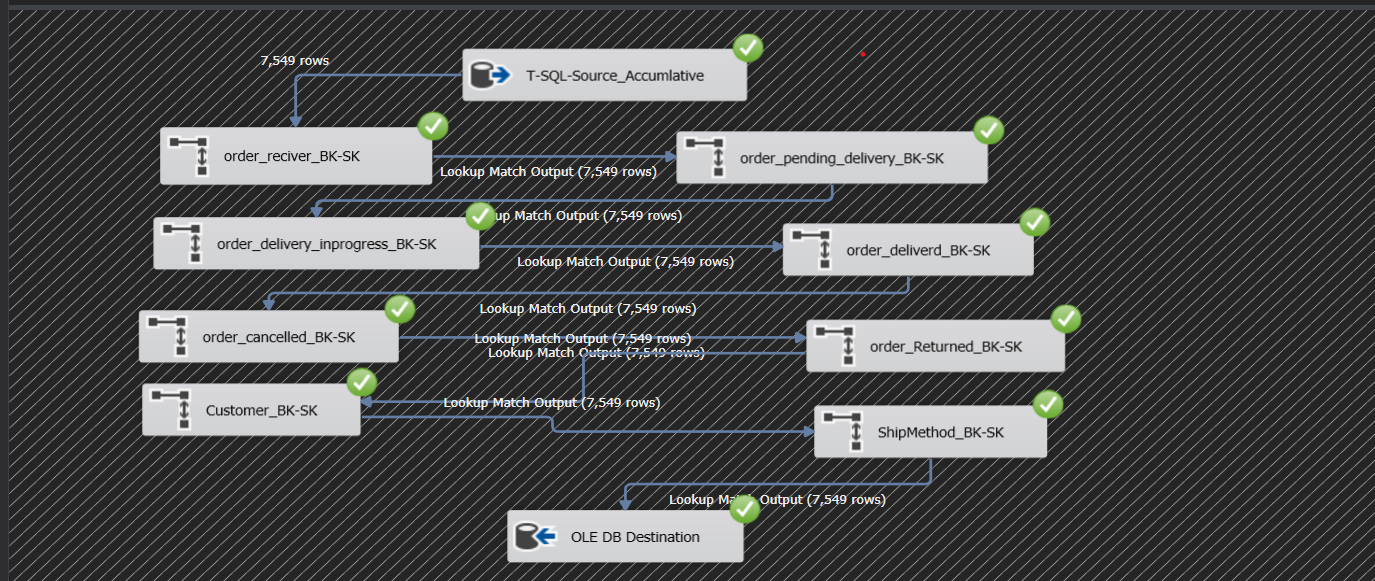 7,549 rows
T-SQL-Source_Accumlative
order_reciver_BK-SK
Lookup Match Output (7,549 rows)
order_pending_delivery_BK-SK
up Match Output (7,549 rows)
order_delivery_inprogress_BK-SK
Lookup Match Output (7,549 rows)
order_deliverd_BK-SK
Lookup Match Output (7,549 rows)
order_cancelled_BK-SK
Lookup Match Output (7,549 rows)
Lookup Match Output (7,549 rows)
order_Returned_BK-SK
Customer_BK-SK
Lookup Match Output (7,549 rows)
ShipMethod_BK-SK
Lookup Match Output (7,549 rows)
OLE DB Destination